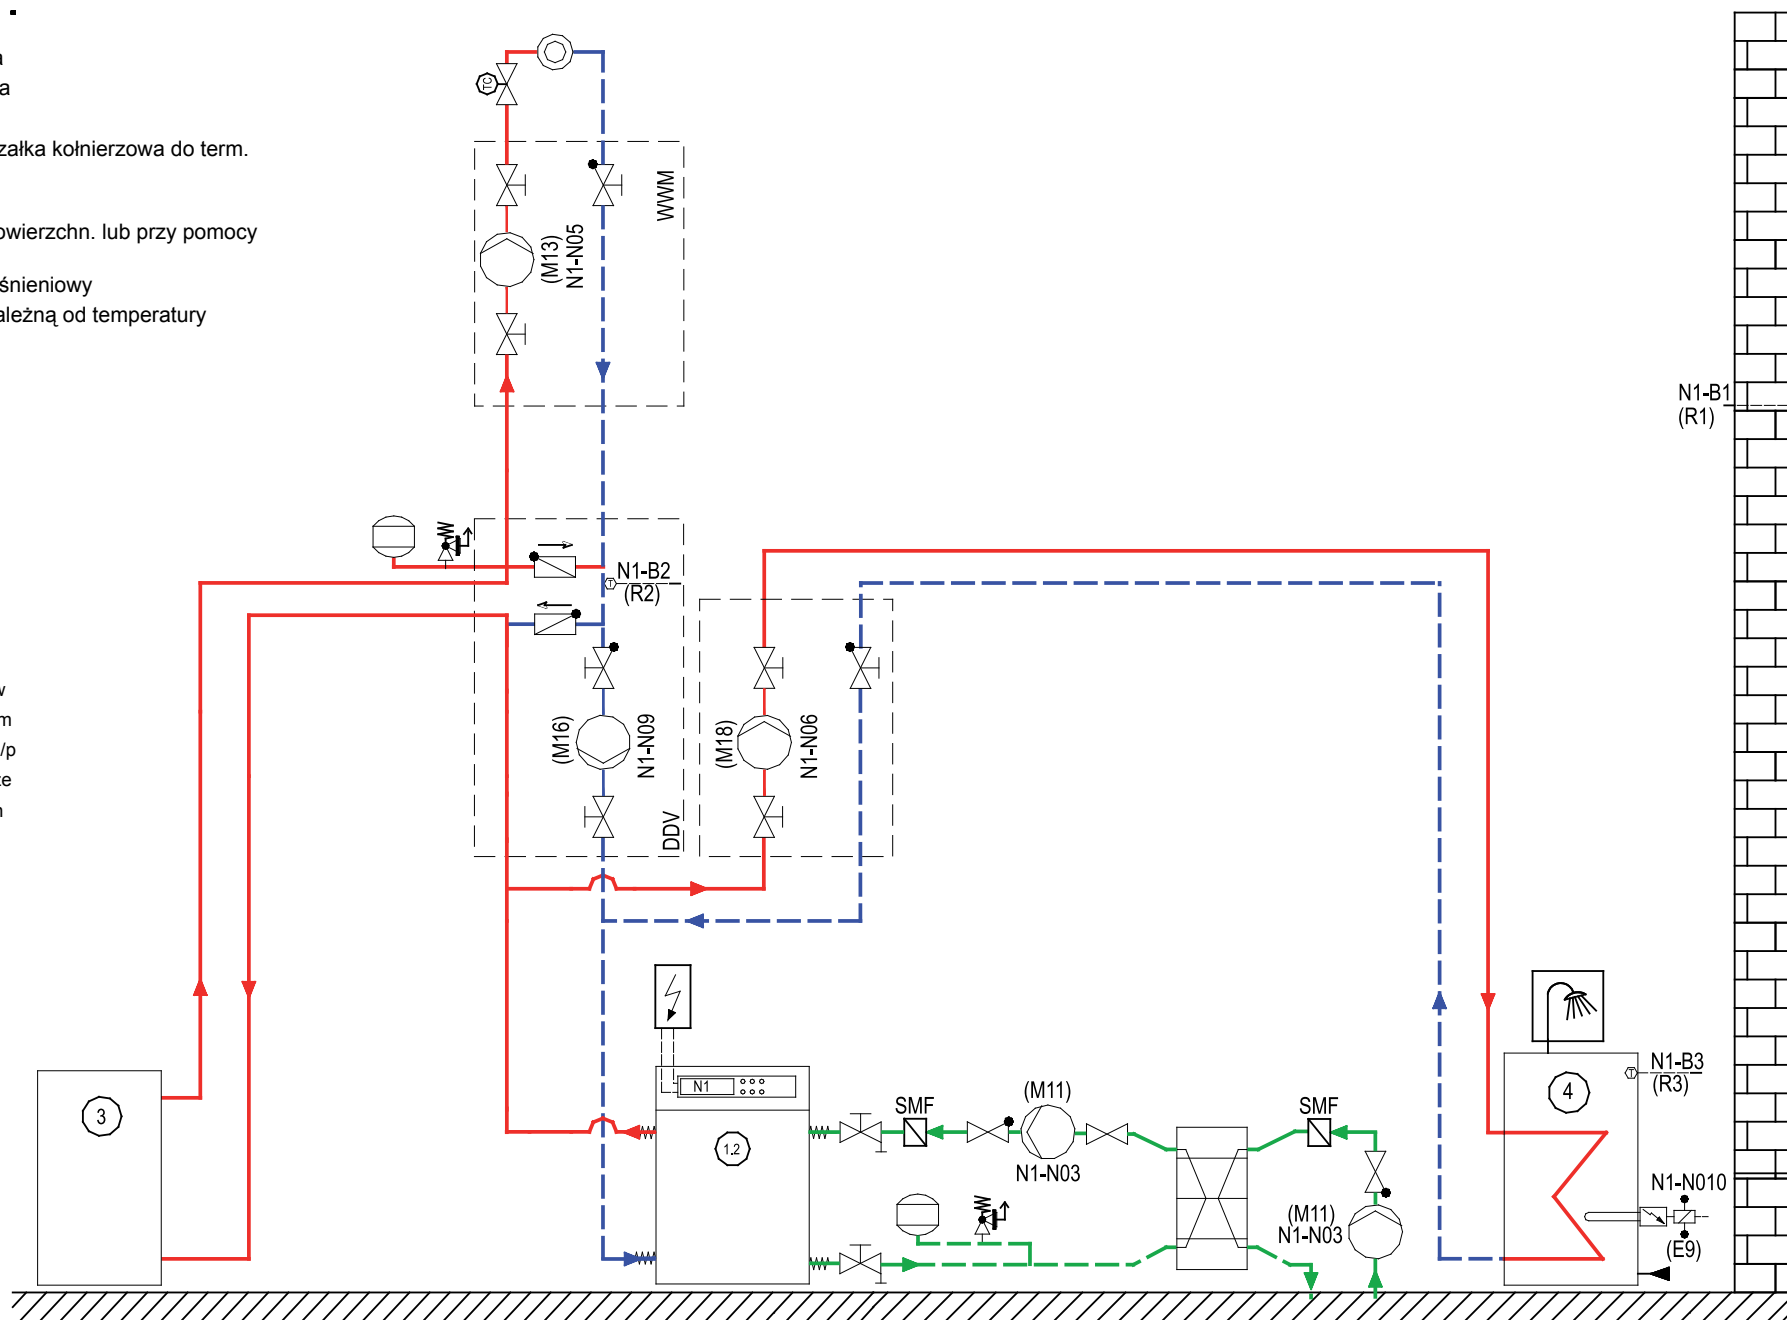 a
a
załka kołnierzowa do term.
owierzchn. lub przy pomocy
śnieniowy
ależną od temperatury
w
m
/p
że
h
TC
WWM
(M13)
N1-N05
N1-B1
(R1)
N1-B2
(R2)
T
(M16)
N1-N09
DDV
(M18)
N1-N06
N1
1.2
3
4
SMF
(M11)
N1-N03
SMF
(M11)
N1-N03
N1-B3
(R3)
T
N1-N010
(E9)